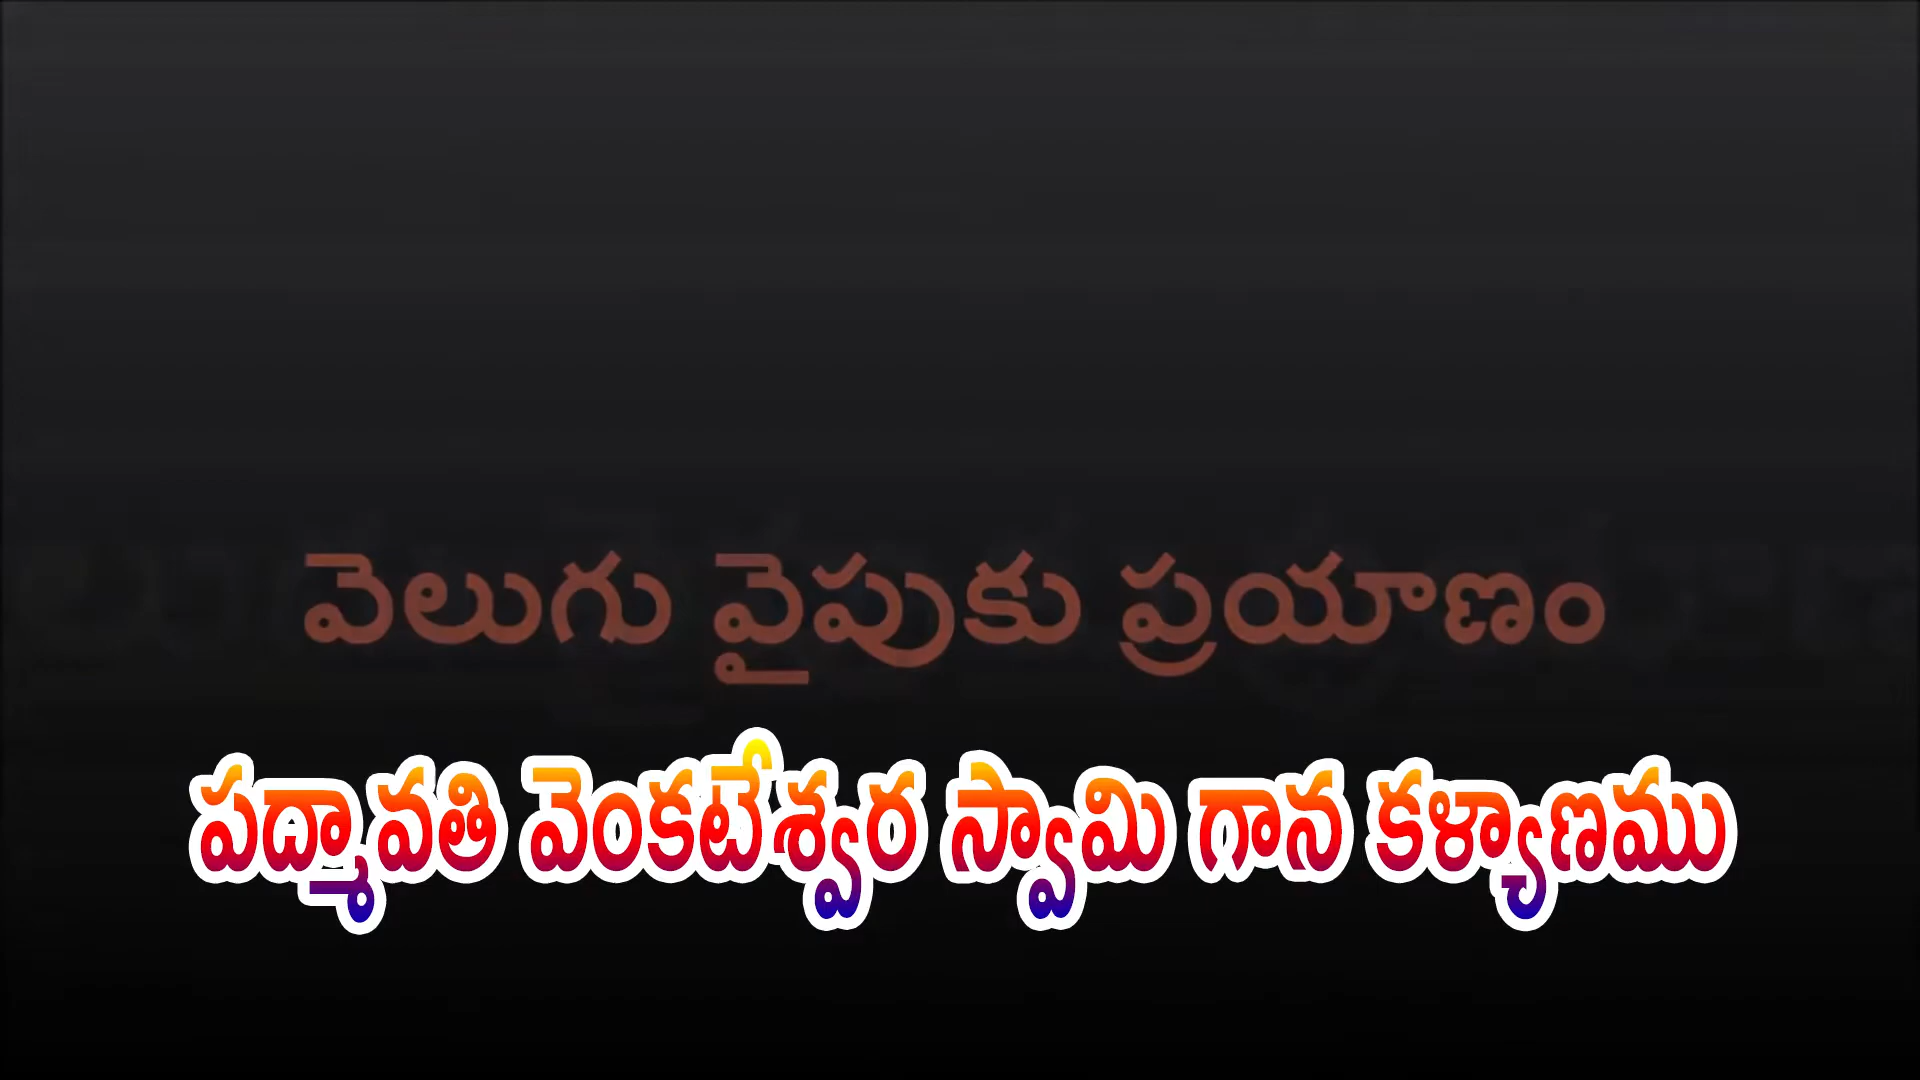 వెలుగు వైపుకు ప్రయాణం
పద్మావతి వెంకటేశ్వర స్వామి గాన కళ్యాణము